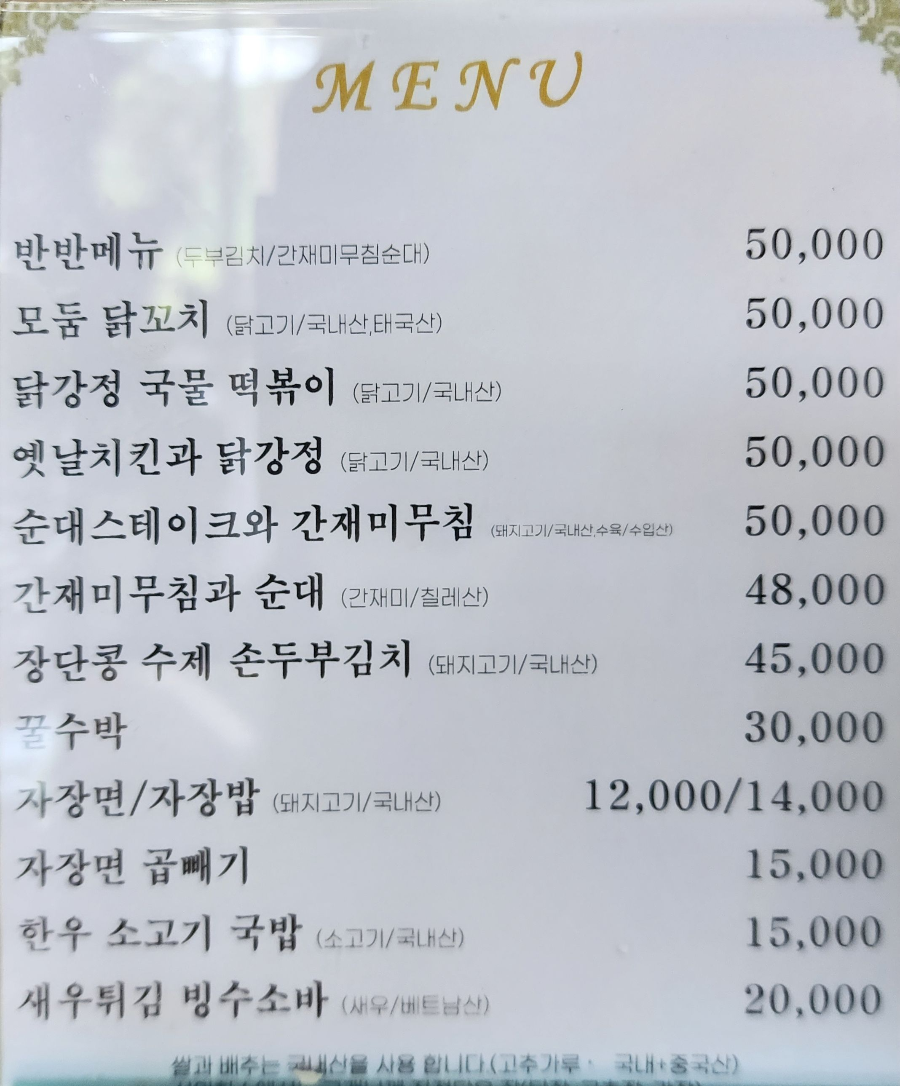 MENU
반반메뉴 (두부김치/간재미무침순대) 50,000
모둠 닭꼬치 (닭고기/국내산,태국산) 50,000
닭강정 국물 떡볶이 (닭고기/국내산) 50,000
옛날치킨과 닭강정 (닭고기/국내산) 50,000
순대스테이크와 간재미무침 (돼지고기/국내산,수육/수입산) 50,000
간재미무침과 순대 (간재미/칠레산) 48,000
장단콩 수제 손두부김치 (돼지고기/국내산) 45,000
꿀수박 30,000
자장면/자장밥 (돼지고기/국내산) 12,000/14,000
자장면 곱빼기 15,000
한우 소고기 국밥 (소고기/국내산) 15,000
새우튀김 빙수소바 (새우/베트남산) 20,000
쌀과 배추는 국내산을 사용 합니다.(고추가루 · 국내+중국산)